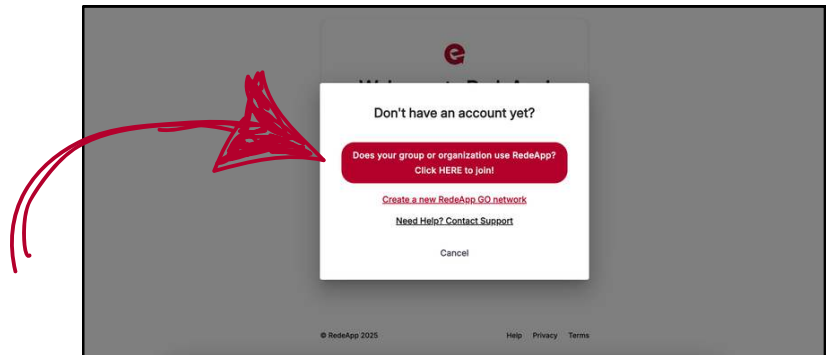 Don't have an account yet?
Does your group or organization use RedeApp?
Click HERE to join!
Create a new RedeApp GO network
Need Help? Contact Support
Cancel
© RedeApp 2025
Help Privacy Terms